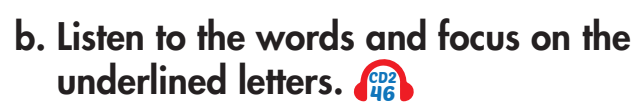 b. Listen to the words and focus on the
underlined letters. CD2
46